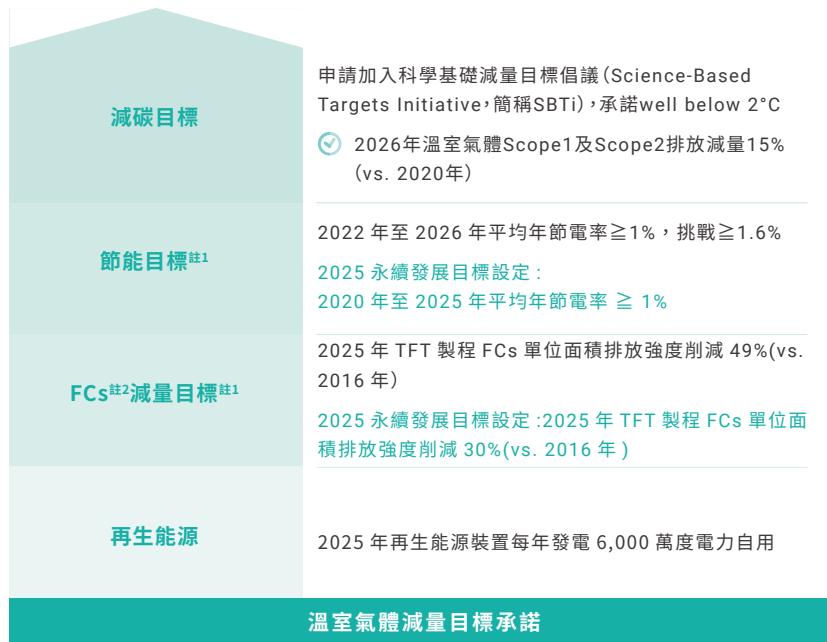 減碳目標
申請加入科學基礎減量目標倡議（Science-Based
Targets Initiative，簡稱SBTi），承諾well below 2°C
2026年溫室氣體Scope1及Scope2排放減量15%
（vs. 2020年）
節能目標註1
2022 年至 2026 年平均年節電率≧1%，挑戰≧1.6%
2025 永續發展目標設定 :
2020 年至 2025 年平均年節電率 ≧ 1%
FCs註2減量目標註1
2025 年 TFT 製程 FCs 單位面積排放強度削減 49%(vs.
2016 年）
2025 永續發展目標設定 :2025 年 TFT 製程 FCs 單位面
積排放強度削減 30%(vs. 2016 年 )
再生能源
2025 年再生能源裝置每年發電 6,000 萬度電力自用
溫室氣體減量目標承諾